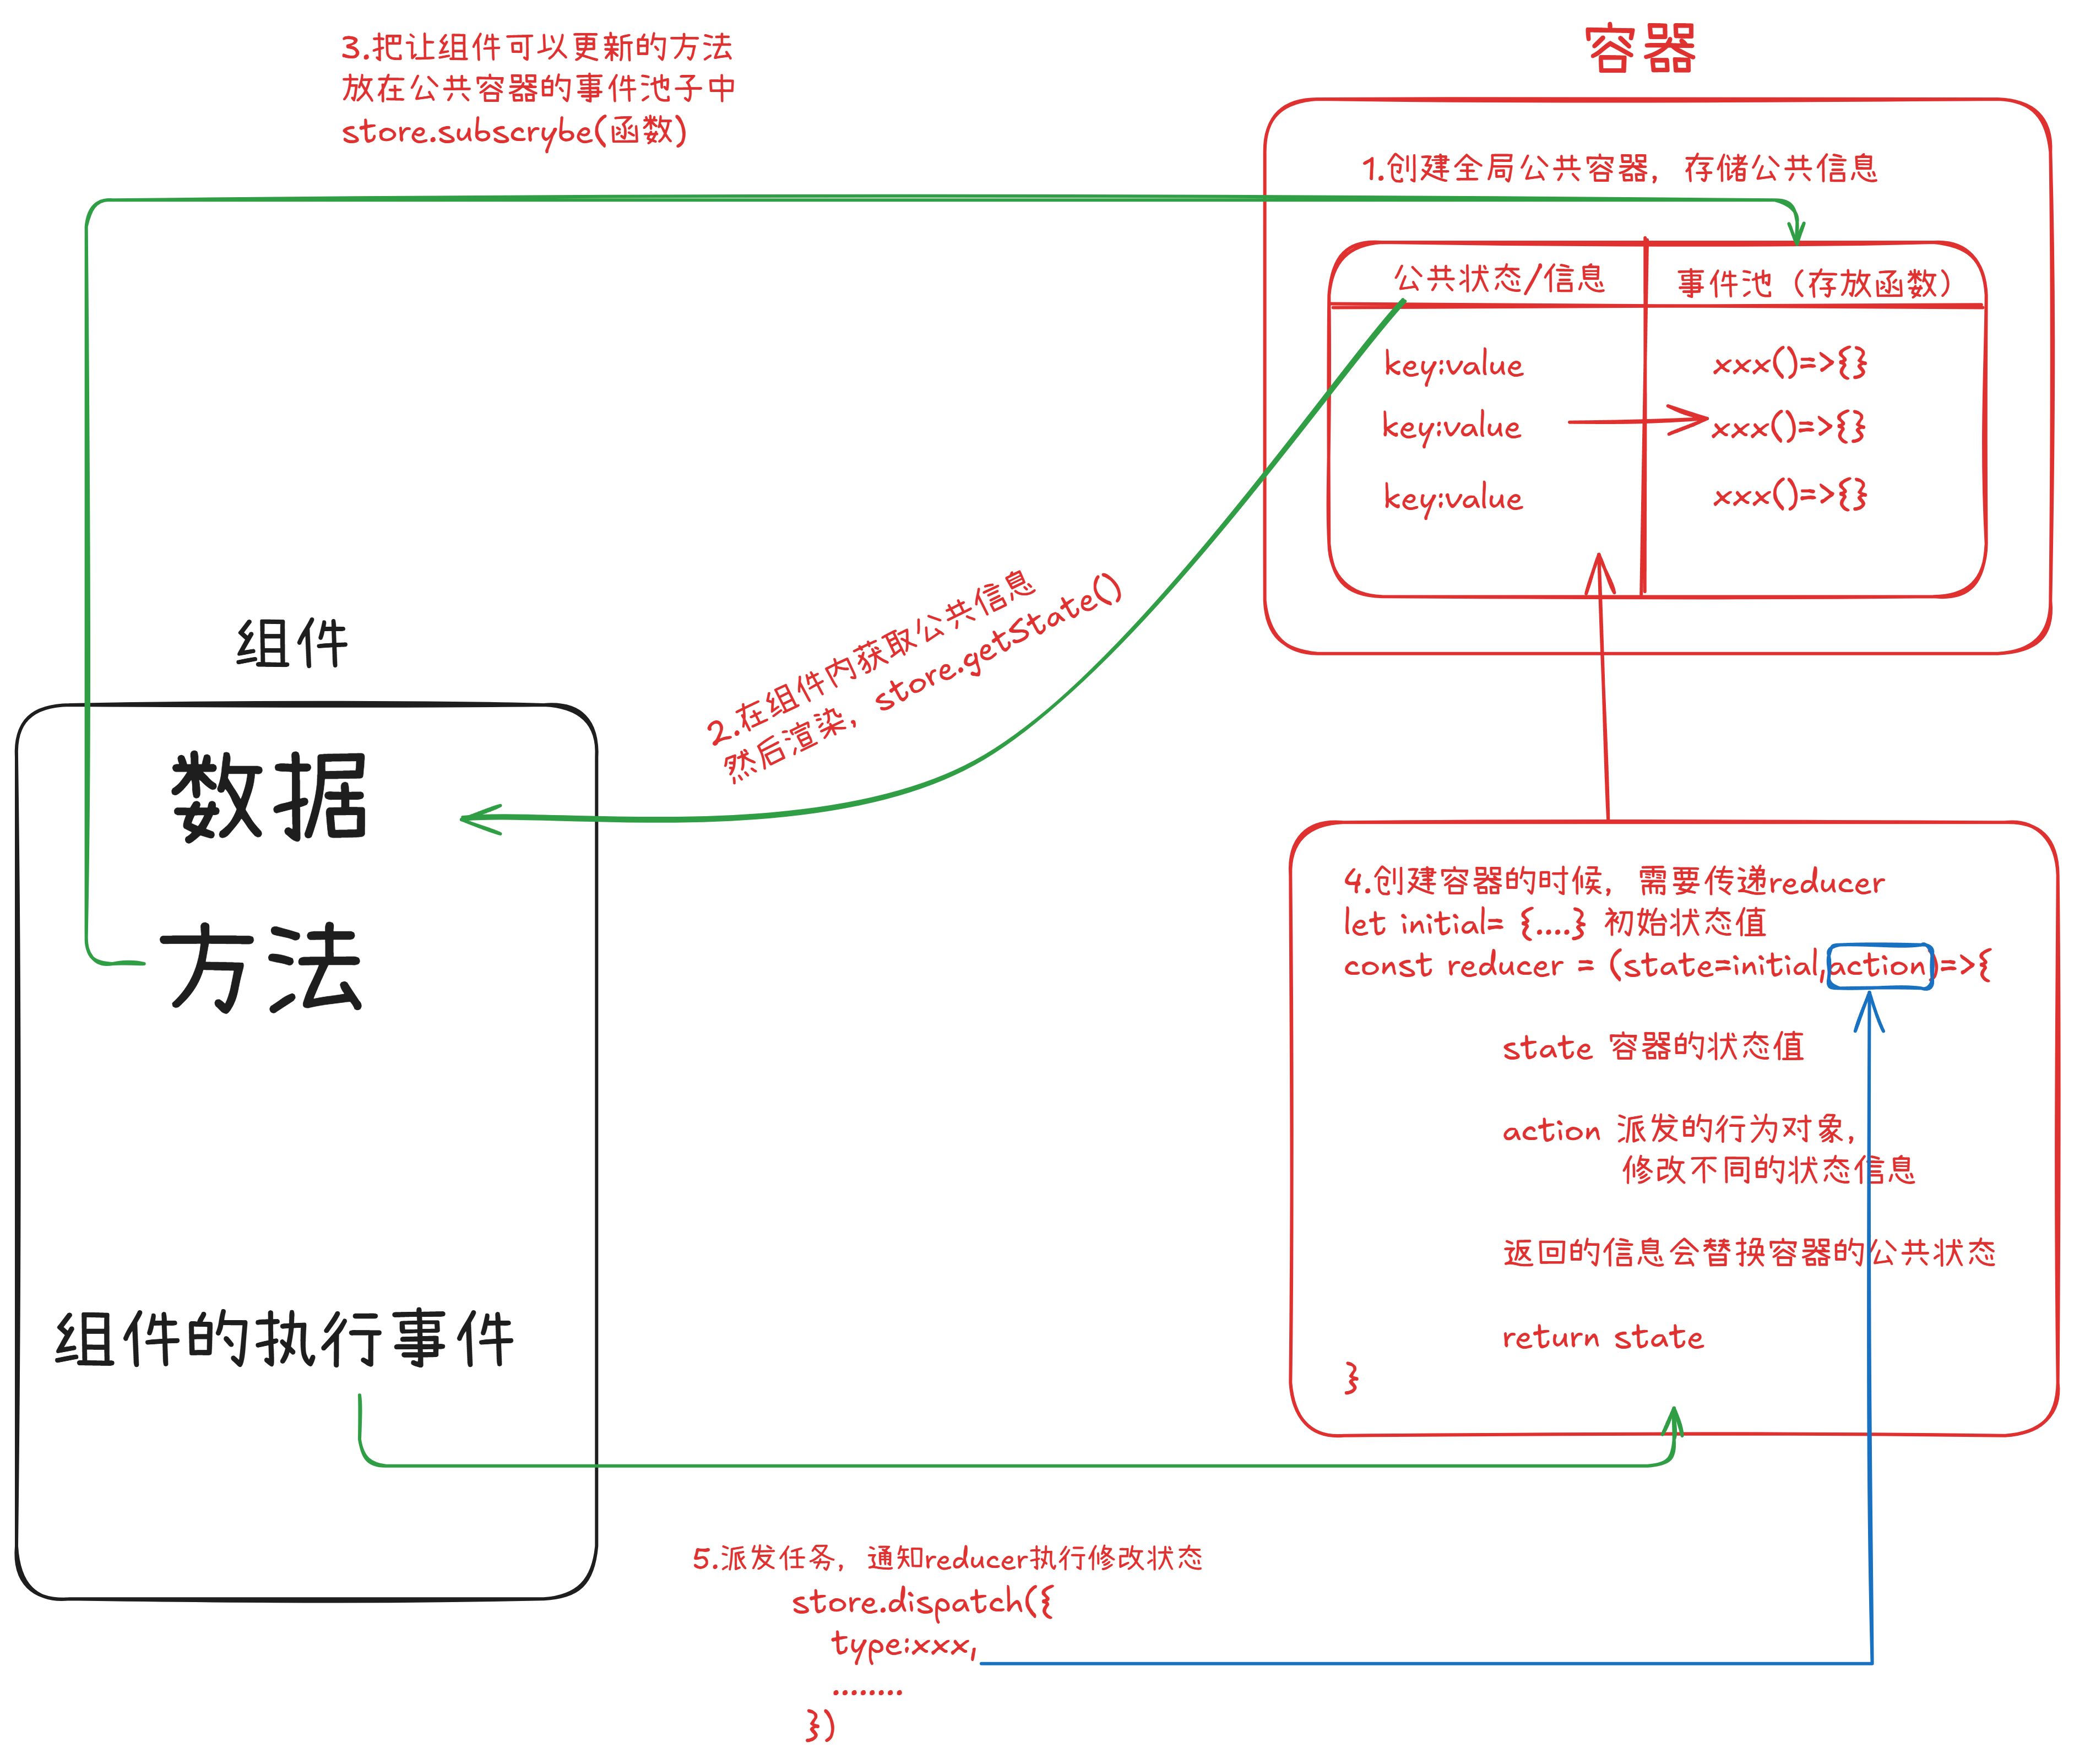 3.把让组件可以更新的方法
放在公共容器的事件池子中
store.subscrybe(函数)
容器
1.创建全局公共容器，存储公共信息
公共状态/信息
事件池（存放函数）
key:value
xxx()=>{}
key:value
xxx()=>{}
key:value
xxx()=>{}
2.在组件内获取公共信息
然后渲染，store.getState()
组件
数据
方法
组件的执行事件
4.创建容器的时候，需要传递reducer
let initial= {....} 初始状态值
const reducer = (state=initial,action)=>{
state 容器的状态值
action 派发的行为对象，
修改不同的状态信息
返回的信息会替换容器的公共状态
return state
}
5.派发任务，通知reducer执行修改状态
store.dispatch({
type:xxx,
........
})